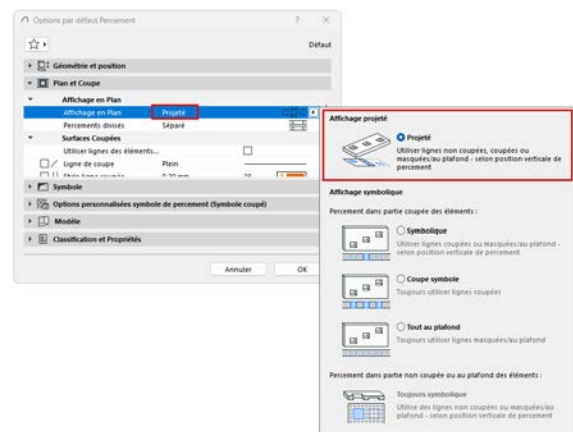 Options par défaut Percement
? ×
Défaut
Géométrie et position
Plan et Coupe
Affichage en Plan
Affichage en Plan Projeté
Percements divisés Séparé
Surfaces Coupées
Utiliser lignes des éléments...
Ligne de coupe Plein
Symbole
Options personnalisées symbole de percement (Symbole coupé)
Modèle
Classification et Propriétés
Annuler OK
Affichage projeté
Projeté
Utiliser lignes non coupées, coupées ou
masquées/au plafond - selon position verticale de
percement
Affichage symbolique
Percement dans partie coupée des éléments :
Symbolique
Utiliser lignes coupées ou masquées/au plafond -
selon position verticale de percement
Coupe symbole
Toujours utiliser lignes coupées
Tout au plafond
Toujours utiliser lignes masquées/au plafond
Percement dans partie non coupée ou au plafond des éléments :
Toujours symbolique
Utilise des lignes non coupées ou masquées/au
plafond - selon position verticale de percement